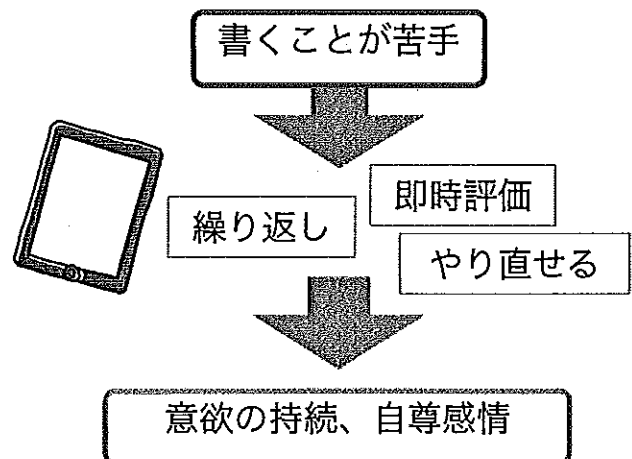 書くことが苦手
即時評価
繰り返し
やり直せる
意欲の持続、自尊感情